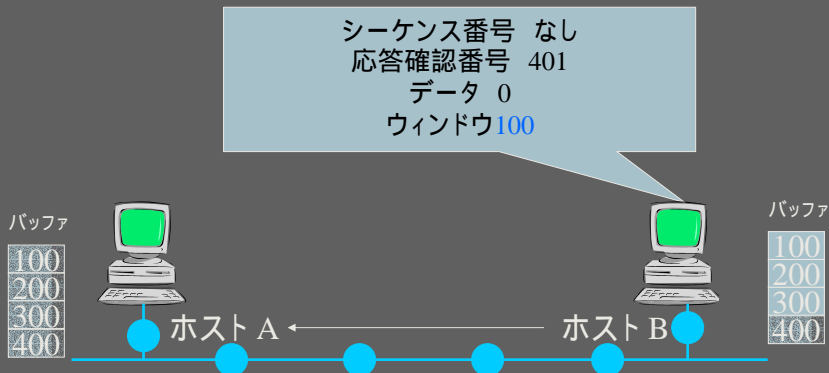 シーケンス番号 なし
応答確認番号 401
データ 0
ウィンドウ100
バッファ
100
200
300
400
ホスト A
ホスト B
バッファ
100
200
300
400